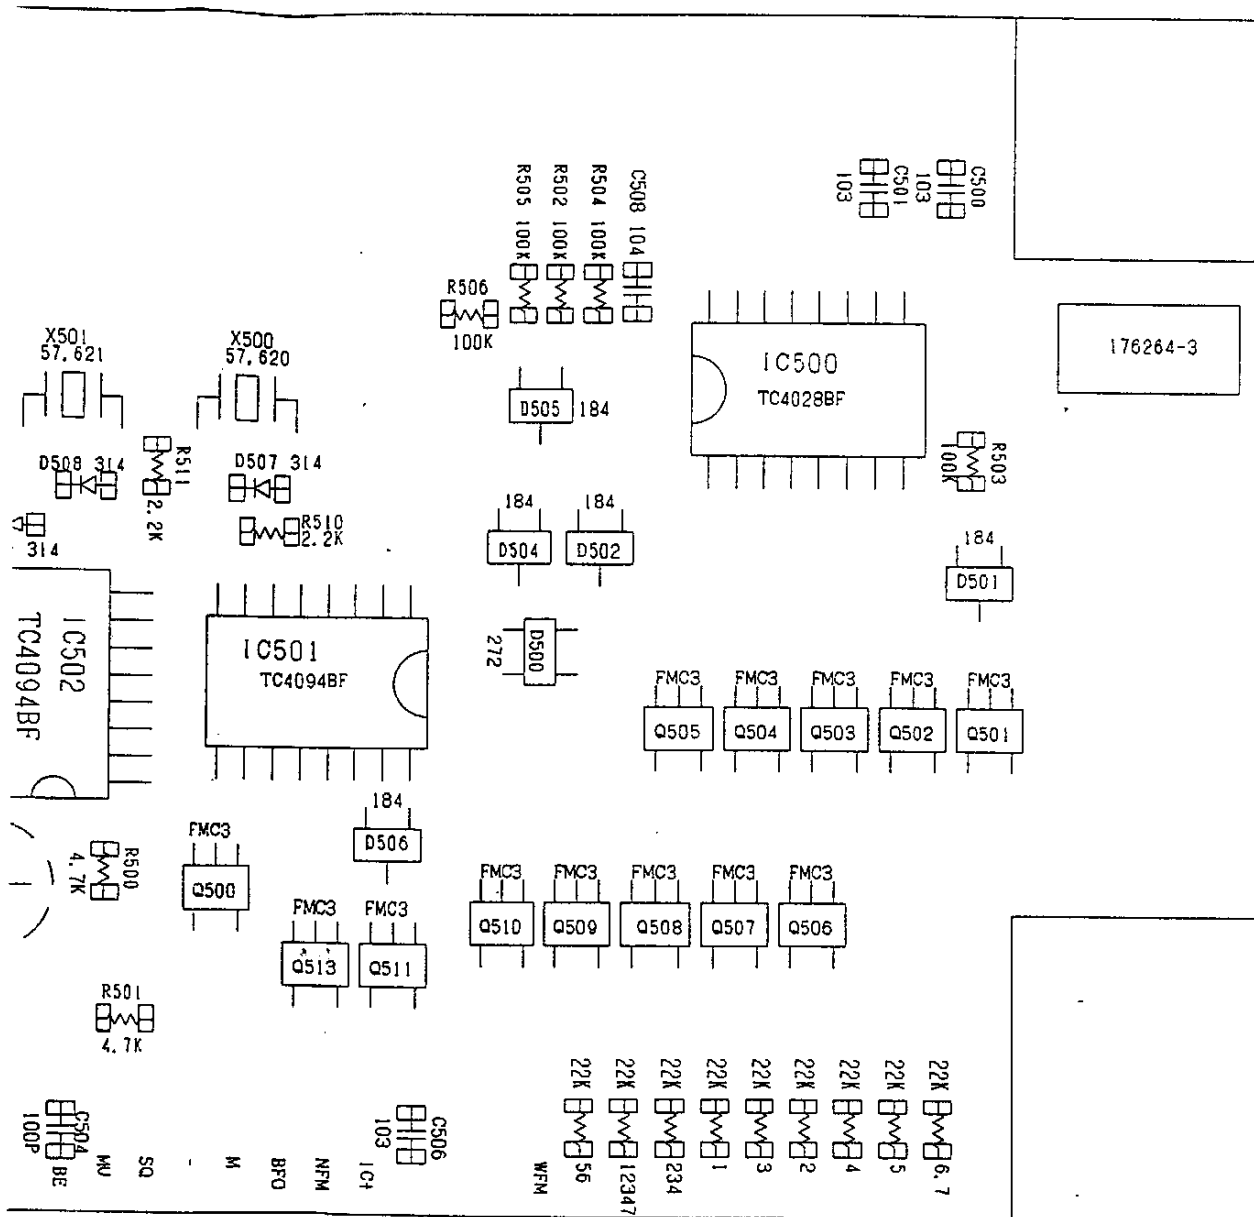 R505 100K
R502 100K
R504 100K
C508 104
C501
103
C500
103
R506
100K
X501
57.621
X500
57.620
D505 184
IC500
TC4028BF
176264-3
D508 314
R511
2.2K
D507 314
R510
2.2K
314
R503
100K
184
D504
184
D502
184
D501
IC502
TC4094BF
IC501
TC4094BF
272
D500
FMC3
Q505
FMC3
Q504
FMC3
Q503
FMC3
Q502
FMC3
Q501
184
D506
R500
4.7K
FMC3
Q500
FMC3
Q513
FMC3
Q511
FMC3
Q510
FMC3
Q509
FMC3
Q508
FMC3
Q507
FMC3
Q506
R501
4.7K
C504
100P
C506
103
22K
22K
22K
22K
22K
22K
22K
22K
22K
BE
MU
SQ
-
M
BFO
NFM
IC+
WFM
56
12347
234
1
3
2
4
5
6.7